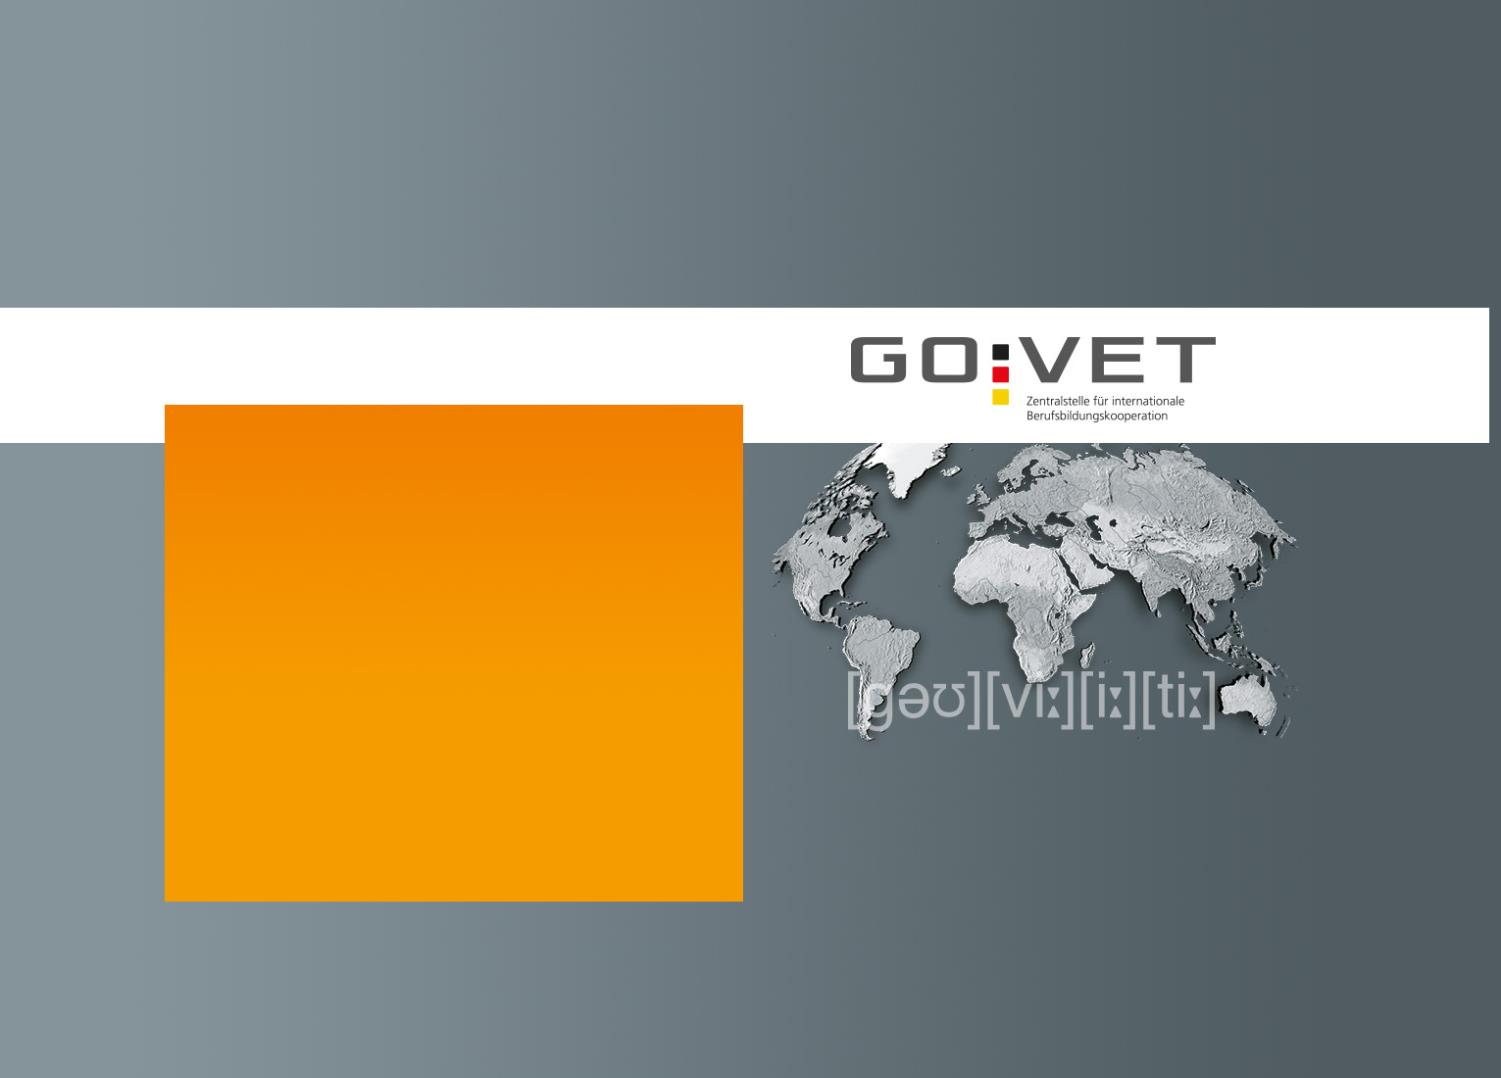 GO:VET
Zentralstelle für internationale
Berufsbildungskooperation
[gəʊ][viː][iː][tiː]